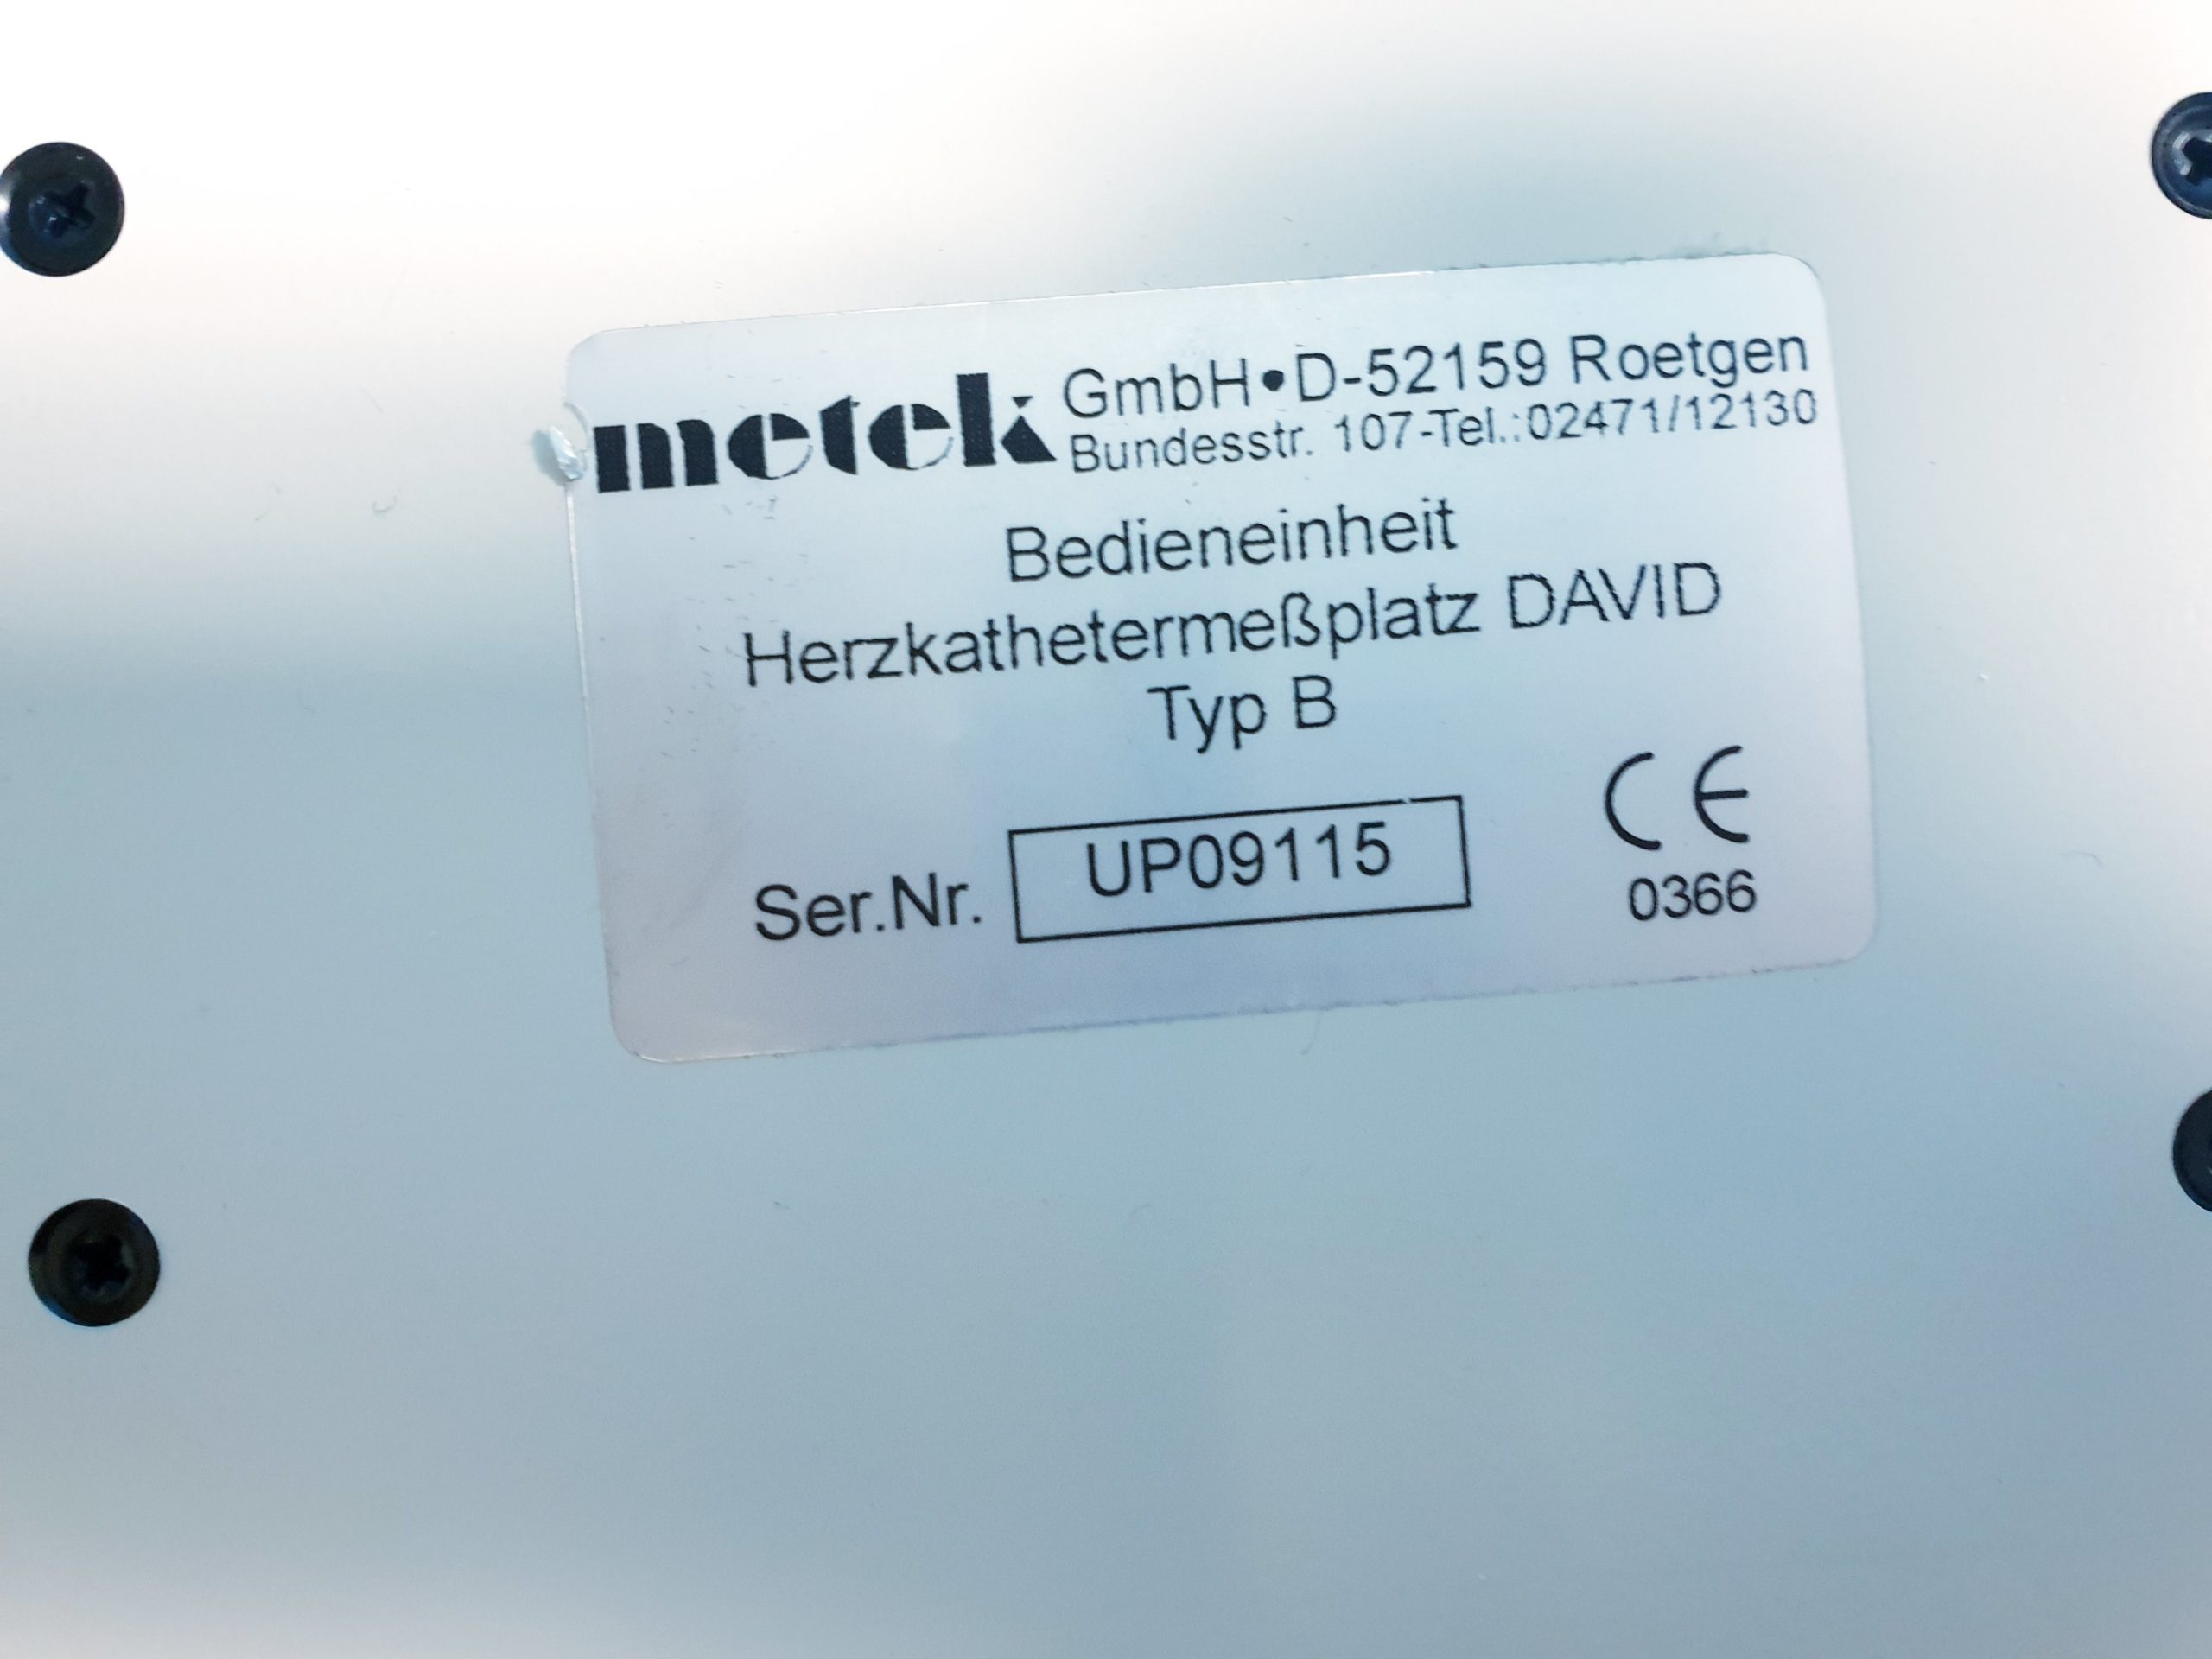 metek GmbH•D-52159 Roetgen
Bundesstr. 107-Tel.:02471/12130
Bedieneinheit
Herzkathetermeßplatz DAVID
Typ B
Ser.Nr. UP09115
CE
0366